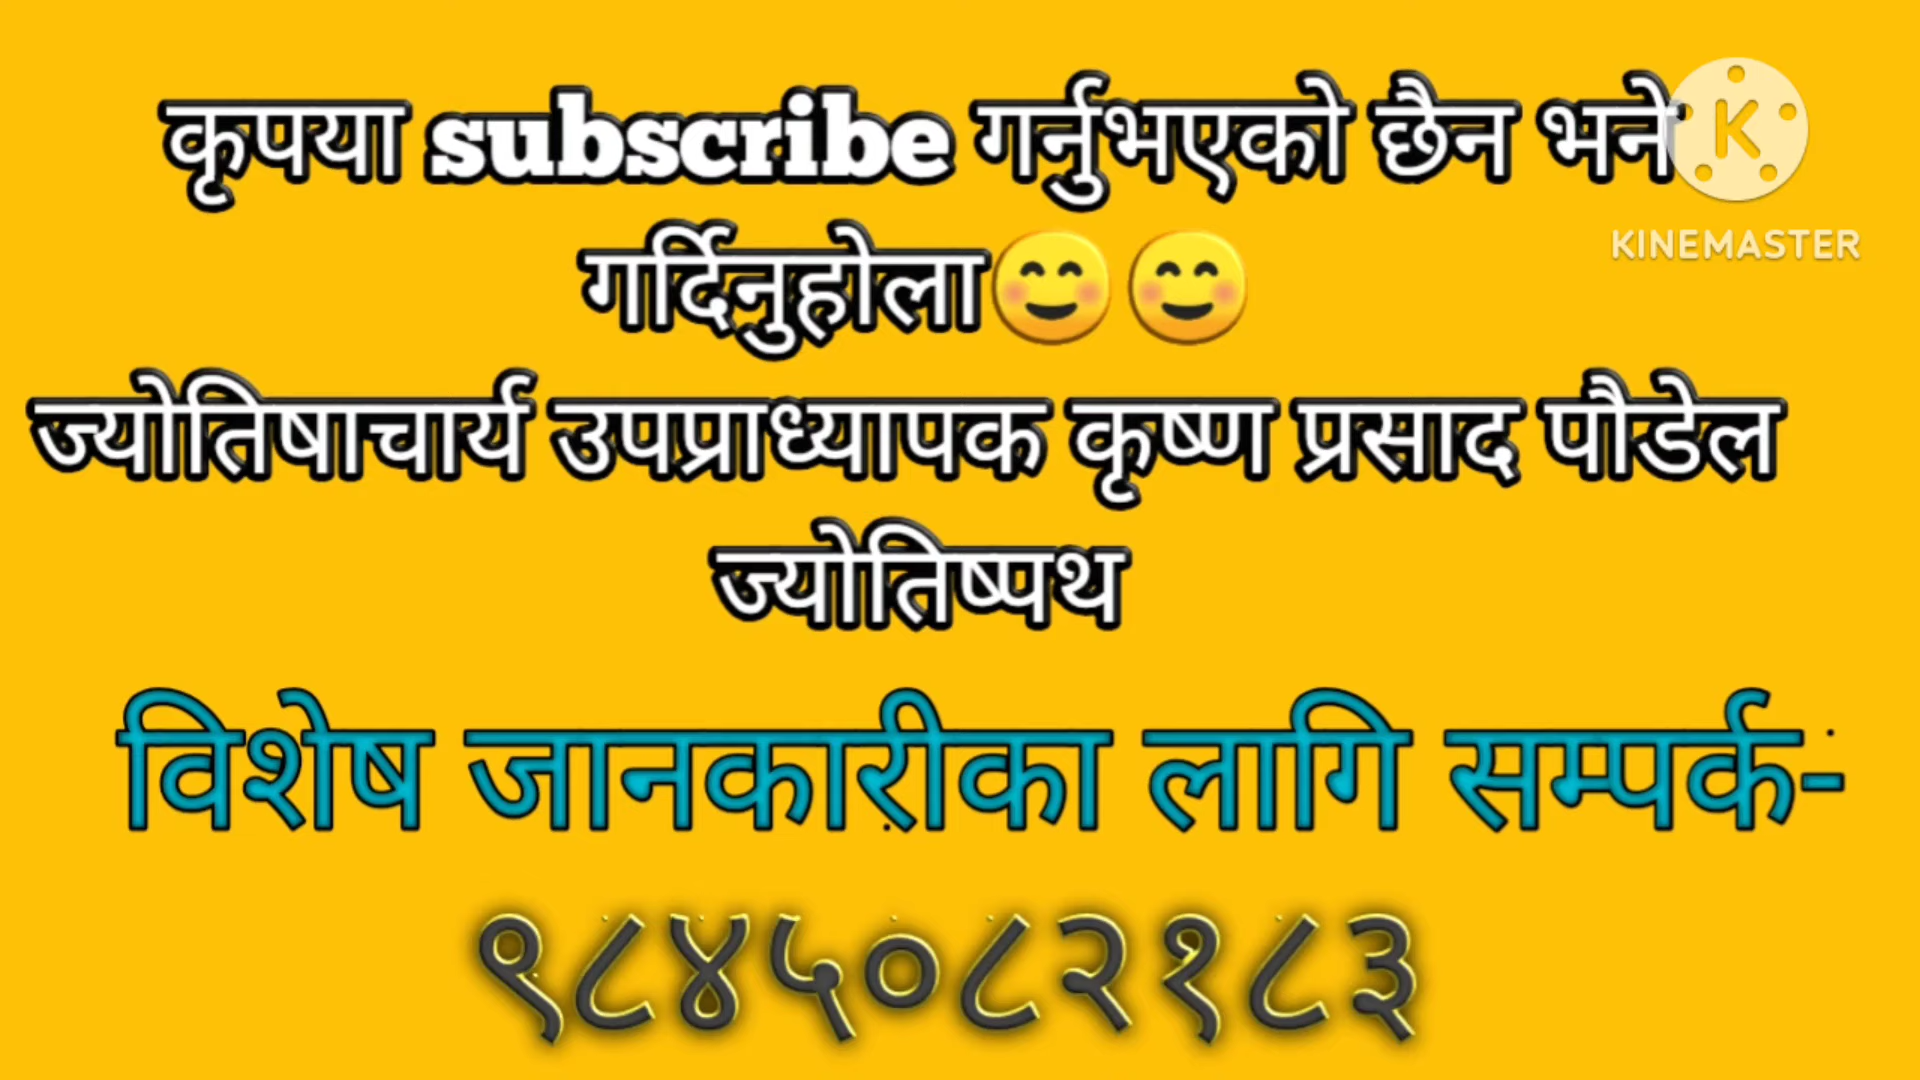 कृपया subscribe गर्नुभएको छैन भने
गर्दिनुहोला😊😊
ज्योतिषाचार्य उपप्राध्यापक कृष्ण प्रसाद पौडेल
ज्योतिष्पथ
विशेष जानकारीका लागि सम्पर्क-
९८४५०८२१८३
K
KINEMASTER